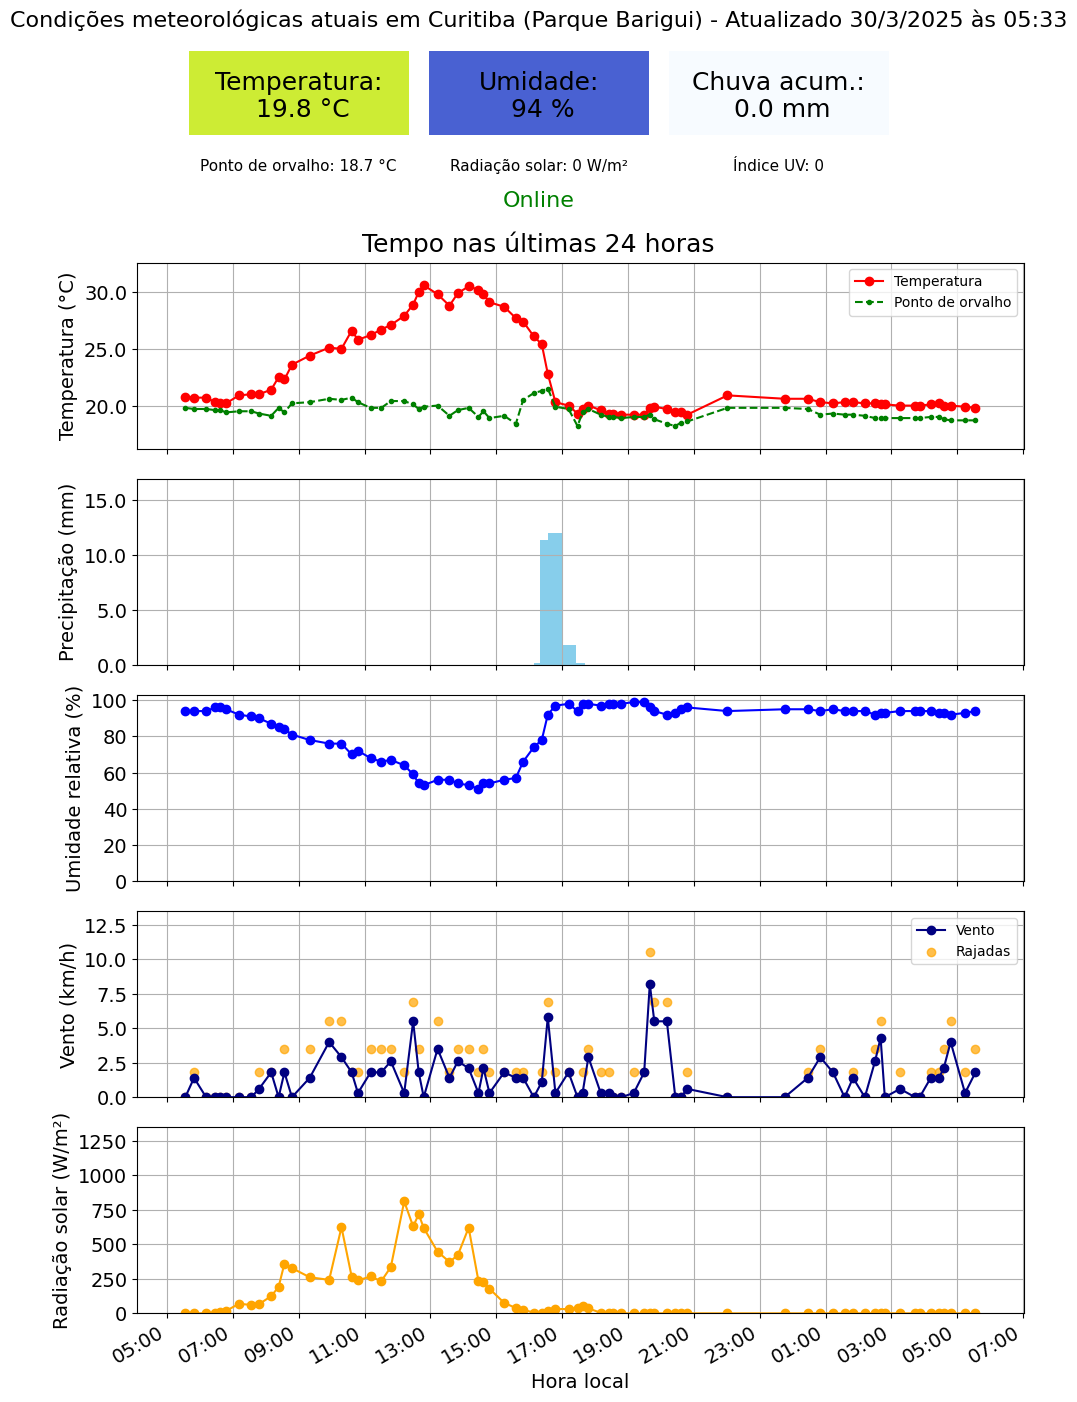 Condições meteorológicas atuais em Curitiba (Parque Barigui) - Atualizado 30/3/2025 às 05:33
Temperatura:
19.8 °C
Umidade:
94 %
Chuva acum.:
0.0 mm
Ponto de orvalho: 18.7 °C
Radiação solar: 0 W/m²
Índice UV: 0
Online
Tempo nas últimas 24 horas
Temperatura (°C)
30.0
25.0
20.0
Temperatura
Ponto de orvalho
Precipitação (mm)
15.0
10.0
5.0
0.0
Umidade relativa (%)
100
80
60
40
20
0
Vento (km/h)
12.5
10.0
7.5
5.0
2.5
0.0
Vento
Rajadas
Radiação solar (W/m²)
1250
1000
750
500
250
0
05:00
07:00
09:00
11:00
13:00
15:00
17:00
19:00
21:00
23:00
01:00
03:00
05:00
07:00
Hora local